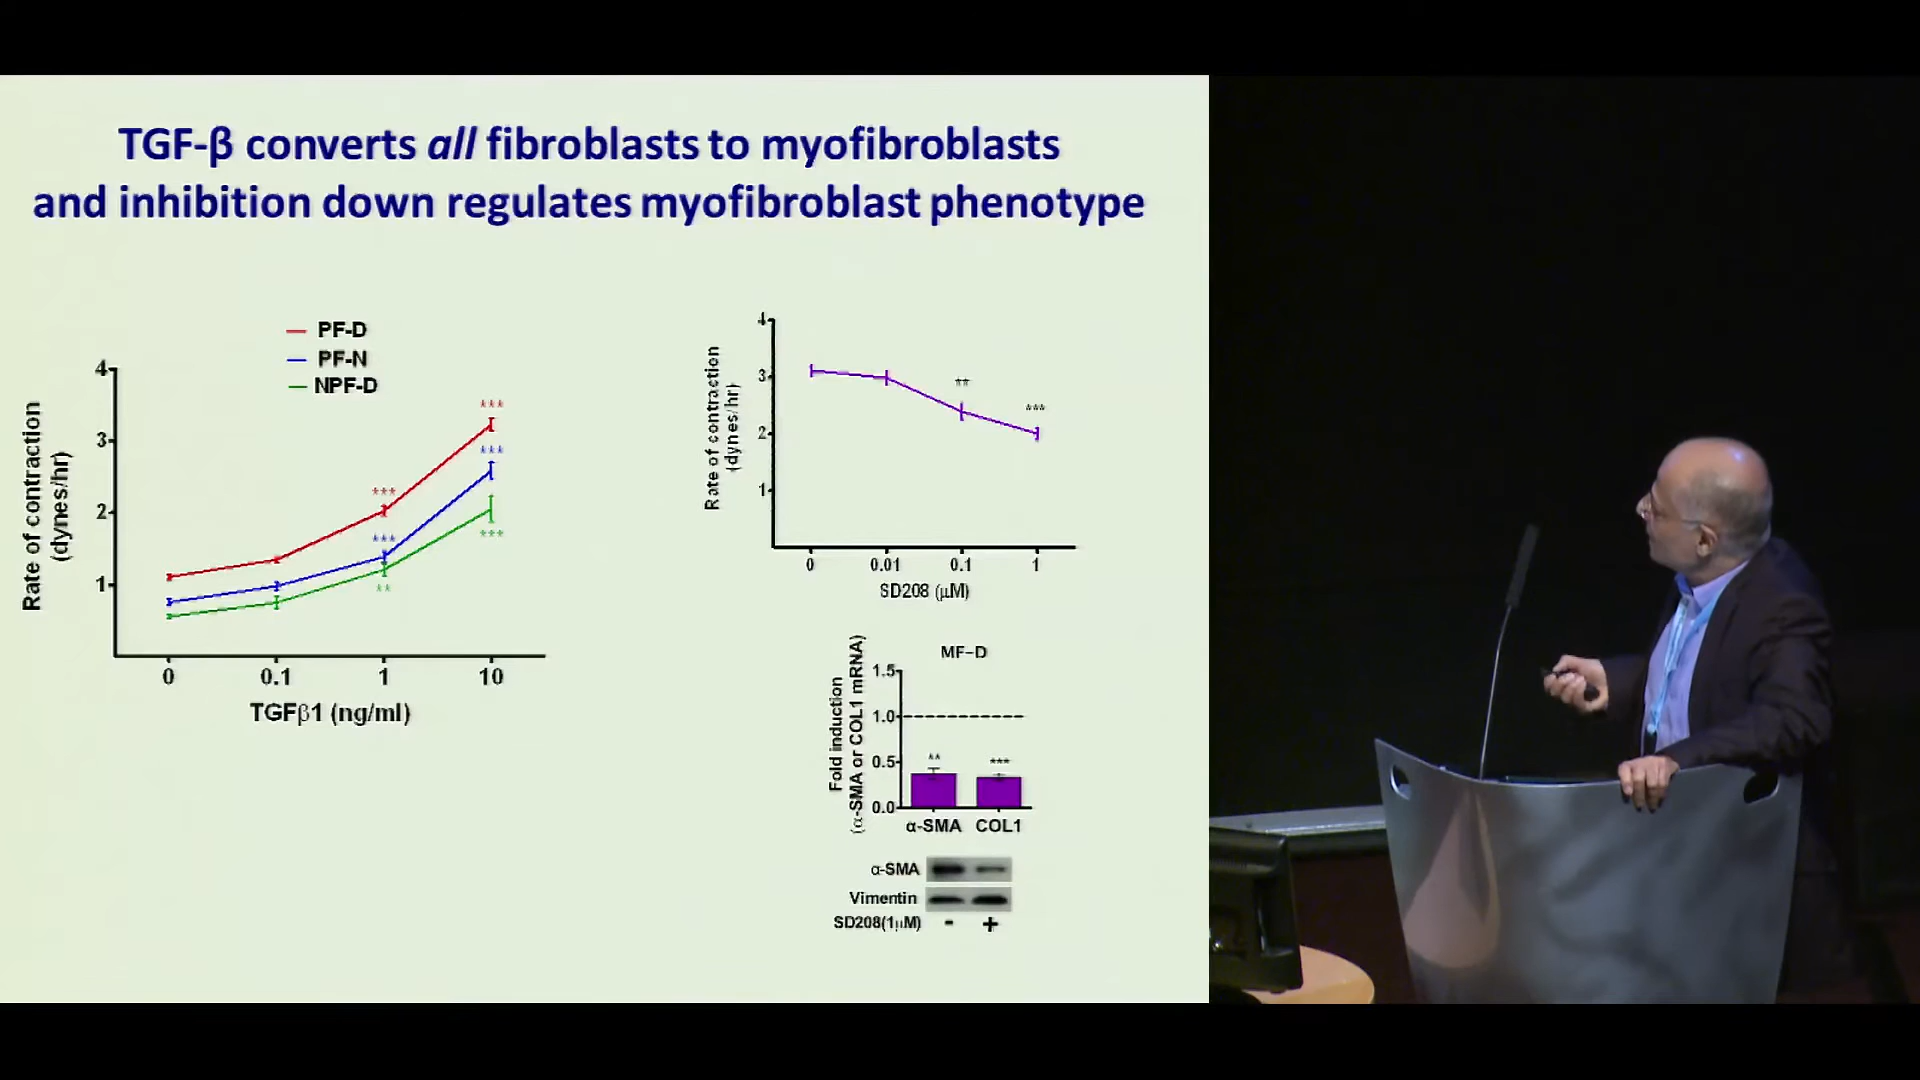 TGF-β converts all fibroblasts to myofibroblasts
and inhibition down regulates myofibroblast phenotype
PF-D
PF-N
NPF-D
Rate of contraction
(dynes/hr)
4
3
2
1
***
***
***
***
***
**
0 0.1 1 10
TGFβ1 (ng/ml)
Rate of contraction
(dynes/hr)
4
3
2
1
**
***
0 0.01 0.1 1
SD208 (μM)
MF-D
Fold induction
(α-SMA or COL1 mRNA)
1.5
1.0
0.5
0.0
** ***
α-SMA COL1
α-SMA
Vimentin
SD208(1μM) - +